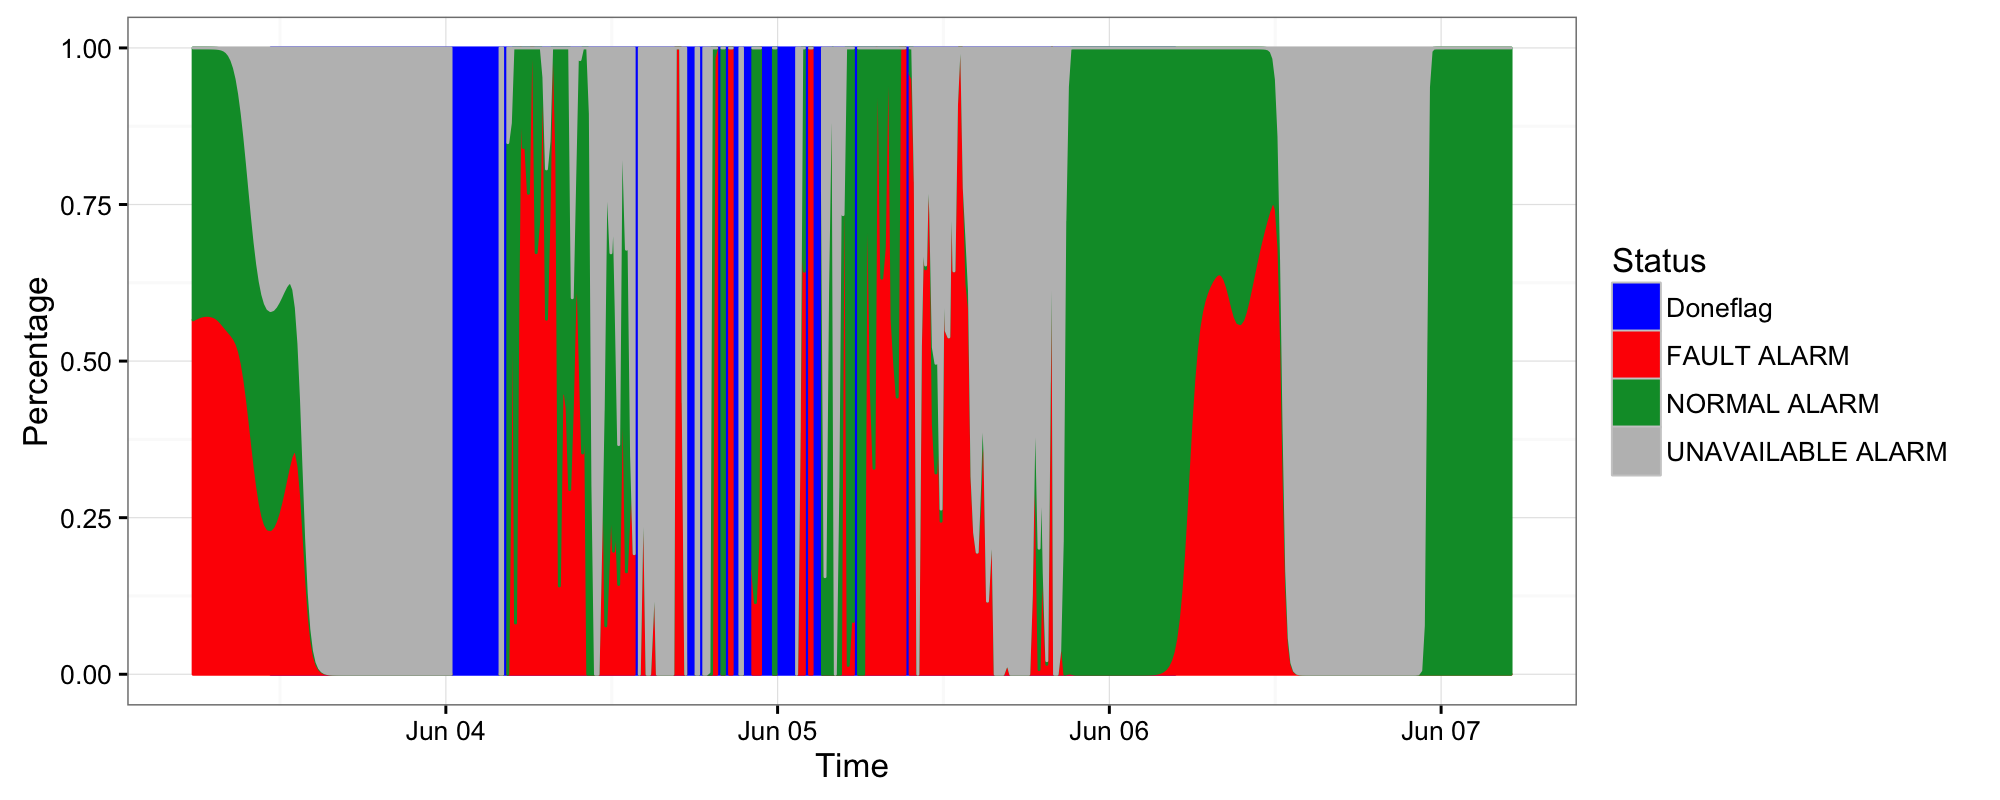 1.00
0.75
0.50
0.25
0.00
Percentage
Jun 04
Jun 05
Jun 06
Jun 07
Time
Status
Doneflag
FAULT ALARM
NORMAL ALARM
UNAVAILABLE ALARM